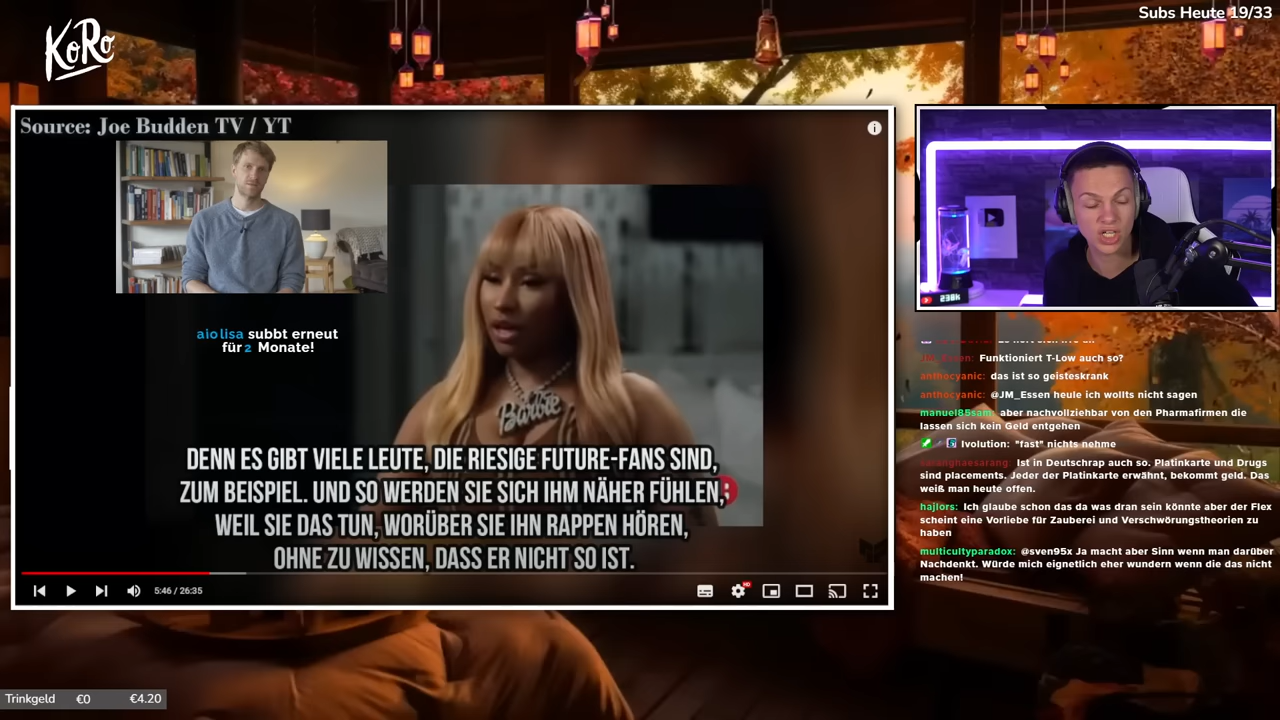 Subs Heute 19/33
KoRo
Source: Joe Budden TV / YT
aiolisa subbt erneut
für 2 Monate!
Barbie
DENN ES GIBT VIELE LEUTE, DIE RIESIGE FUTURE-FANS SIND,
ZUM BEISPIEL. UND SO WERDEN SIE SICH IHM NÄHER FÜHLEN,
WEIL SIE DAS TUN, WORÜBER SIE IHN RAPPEN HÖREN,
OHNE ZU WISSEN, DASS ER NICHT SO IST.
5:46 / 26:35
HD
238k
JM_Essen: Funktioniert T-Low auch so?
anthocyanic: das ist so geisteskrank
anthocyanic: @JM_Essen heule ich wollts nicht sagen
manuel85sam: aber nachvollziehbar von den Pharmafirmen die
lassen sich kein Geld entgehen
Ivolution: "fast" nichts nehme
Ist in Deutschrap auch so. Platinkarte und Drugs
sind placements. Jeder der Platinkarte erwähnt, bekommt geld. Das
weiß man heute offen.
hajlors: Ich glaube schon das da was dran sein könnte aber der Flex
scheint eine Vorliebe für Zauberei und Verschwörungstheorien zu
haben
multicultyparadox: @sven95x Ja macht aber Sinn wenn man darüber
Nachdenkt. Würde mich eignetlich eher wundern wenn die das nicht
machen!
Trinkgeld €0 €4.20